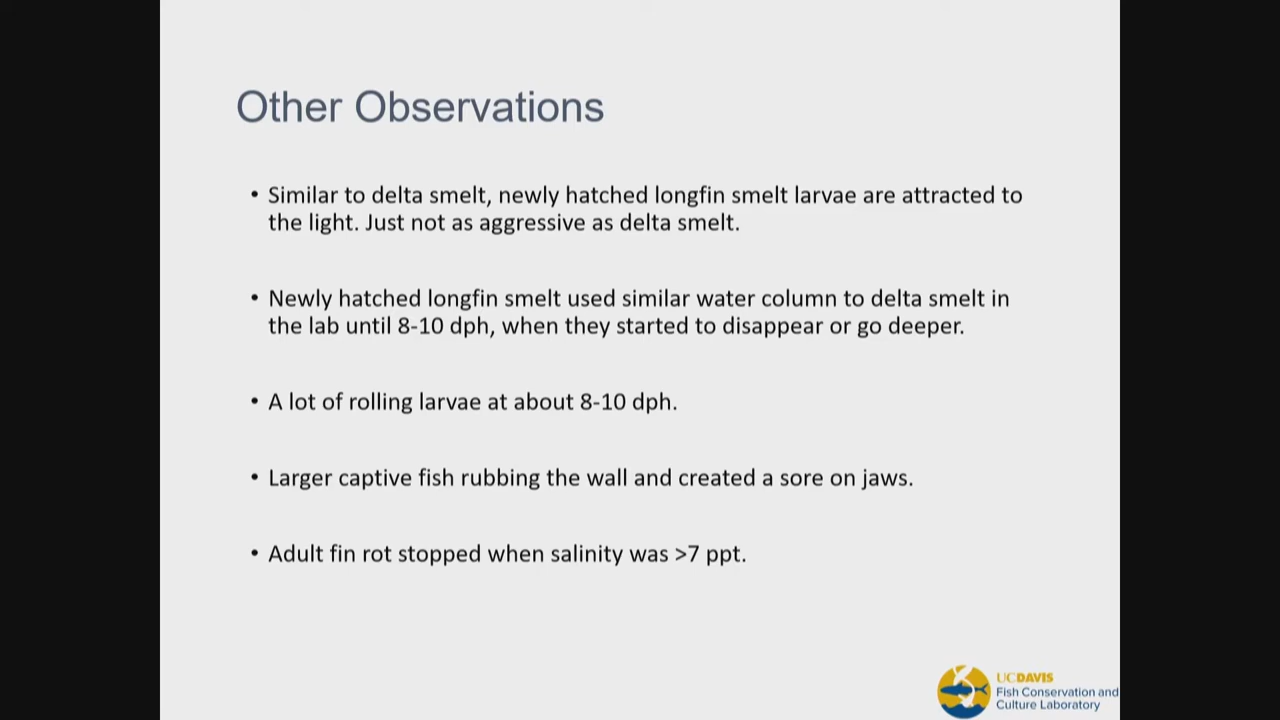 Other Observations
• Similar to delta smelt, newly hatched longfin smelt larvae are attracted to
the light. Just not as aggressive as delta smelt.
• Newly hatched longfin smelt used similar water column to delta smelt in
the lab until 8-10 dph, when they started to disappear or go deeper.
• A lot of rolling larvae at about 8-10 dph.
• Larger captive fish rubbing the wall and created a sore on jaws.
• Adult fin rot stopped when salinity was >7 ppt.
UCDAVIS
Fish Conservation and
Culture Laboratory